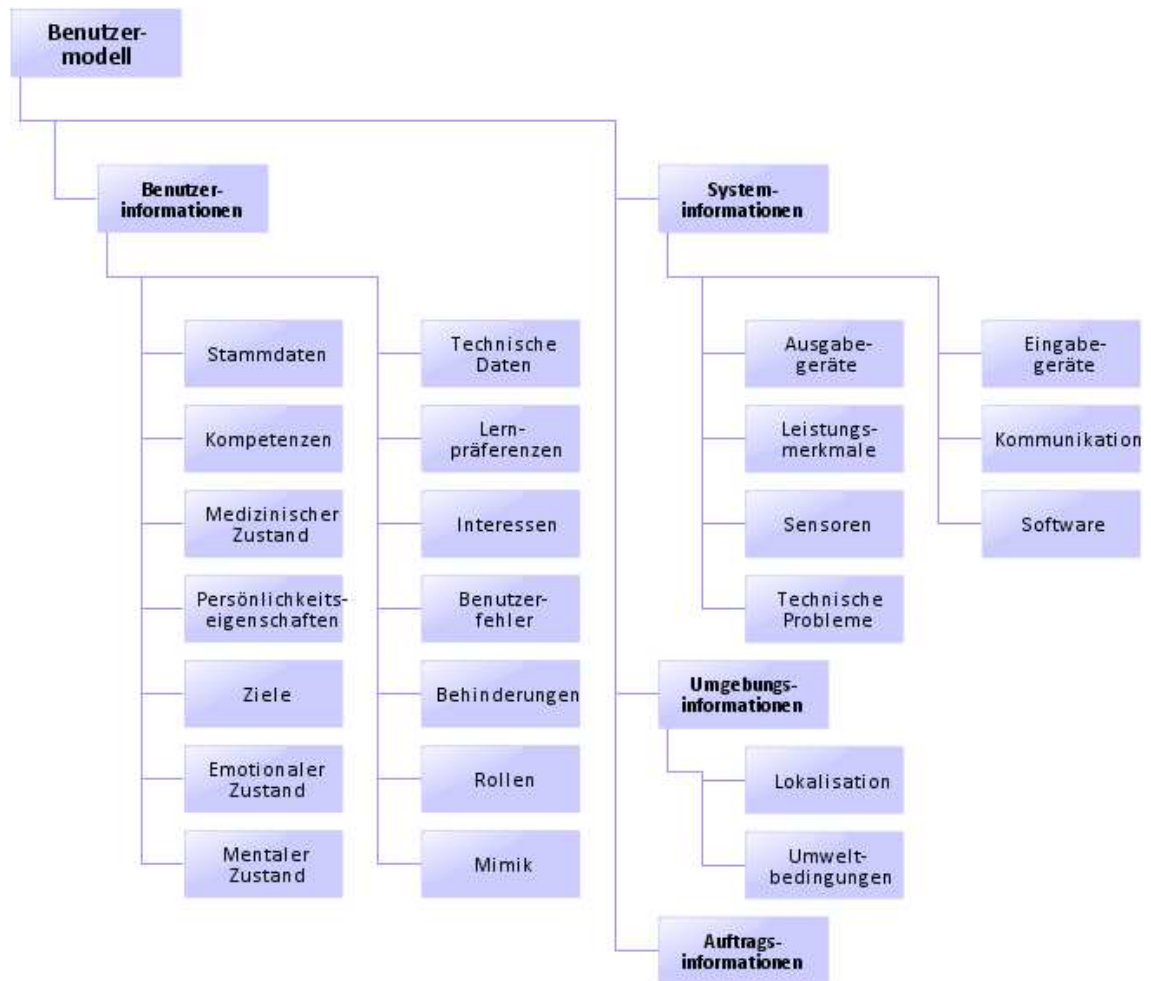 Benutzer-
modell
Benutzer-
informationen
Stammdaten
Kompetenzen
Medizinischer
Zustand
Persönlichkeits-
eigenschaften
Ziele
Emotionaler
Zustand
Mentaler
Zustand
Technische
Daten
Lern-
präferenzen
Interessen
Benutzer-
fehler
Behinderungen
Rollen
Mimik
System-
informationen
Ausgabe-
geräte
Leistungs-
merkmale
Sensoren
Technische
Probleme
Eingabe-
geräte
Kommunikation
Software
Umgebungs-
informationen
Lokalisation
Umwelt-
bedingungen
Auftrags-
informationen